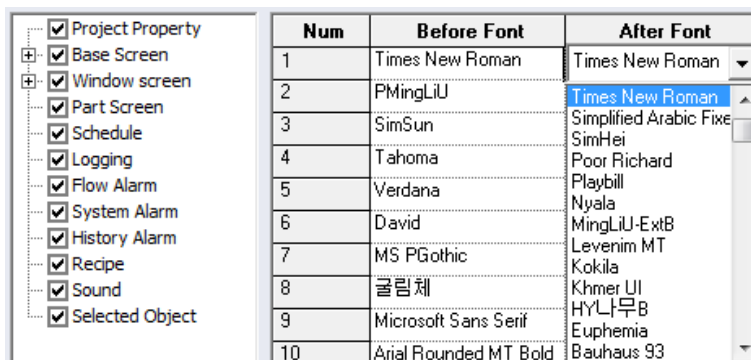 Project Property
Base Screen
Window screen
Part Screen
Schedule
Logging
Flow Alarm
System Alarm
History Alarm
Recipe
Sound
Selected Object
Num Before Font After Font
1 Times New Roman Times New Roman
2 PMingLiU
3 SimSun
4 Tahoma
5 Verdana
6 David
7 MS PGothic
8 굴림체
9 Microsoft Sans Serif
10 Arial Rounded MT Bold
Times New Roman
Simplified Arabic Fixe
SimHei
Poor Richard
Playbill
Nyala
MingLiU-ExtB
Levenim MT
Kokila
Khmer UI
HY나무B
Euphemia
Bauhaus 93